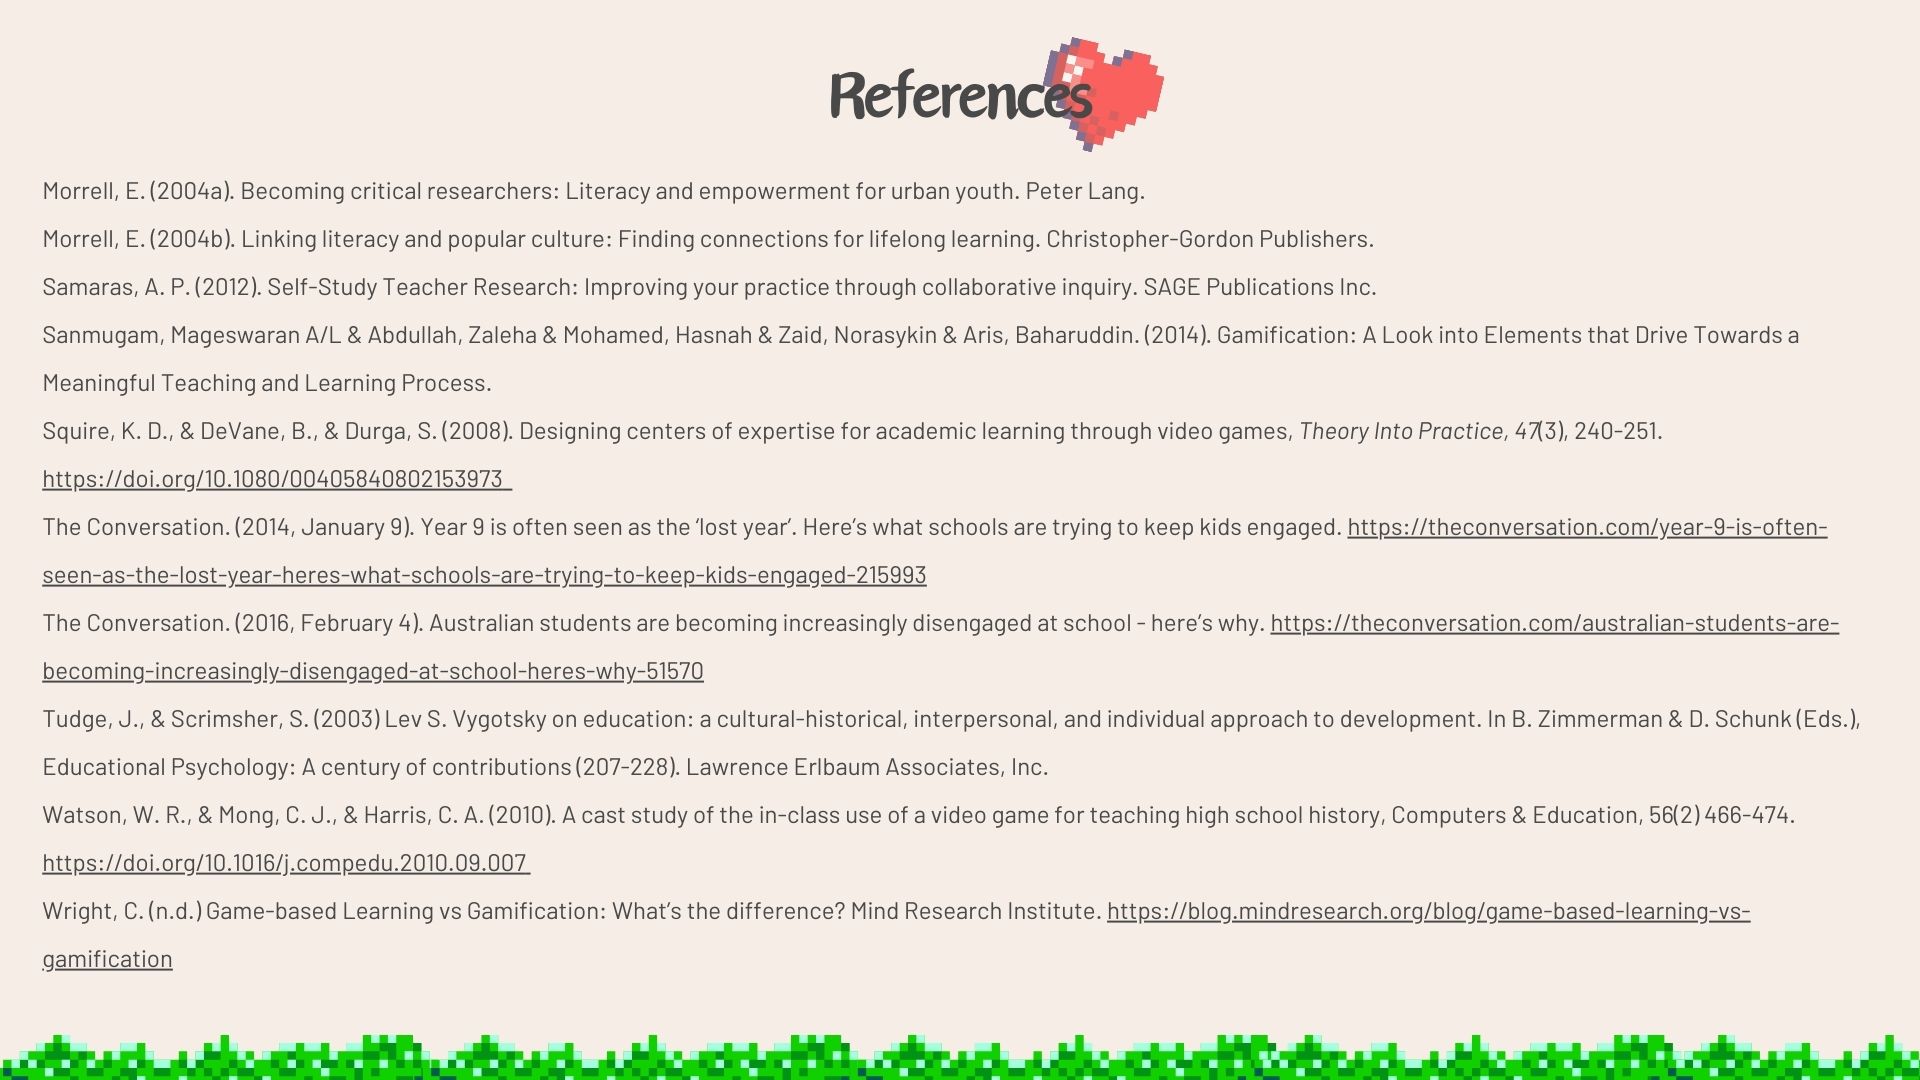 References
Morrell, E. (2004a). Becoming critical researchers: Literacy and empowerment for urban youth. Peter Lang.
Morrell, E. (2004b). Linking literacy and popular culture: Finding connections for lifelong learning. Christopher-Gordon Publishers.
Samaras, A. P. (2012). Self-Study Teacher Research: Improving your practice through collaborative inquiry. SAGE Publications Inc.
Sanmugam, Mageswaran A/L & Abdullah, Zaleha & Mohamed, Hasnah & Zaid, Norasykin & Aris, Baharuddin. (2014). Gamification: A Look into Elements that Drive Towards a
Meaningful Teaching and Learning Process.
Squire, K. D., & DeVane, B., & Durga, S. (2008). Designing centers of expertise for academic learning through video games, Theory Into Practice, 47(3), 240-251.
https://doi.org/10.1080/00405840802153973
The Conversation. (2014, January 9). Year 9 is often seen as the ‘lost year’. Here’s what schools are trying to keep kids engaged. https://theconversation.com/year-9-is-often-
seen-as-the-lost-year-heres-what-schools-are-trying-to-keep-kids-engaged-215993
The Conversation. (2016, February 4). Australian students are becoming increasingly disengaged at school - here’s why. https://theconversation.com/australian-students-are-
becoming-increasingly-disengaged-at-school-heres-why-51570
Tudge, J., & Scrimsher, S. (2003) Lev S. Vygotsky on education: a cultural-historical, interpersonal, and individual approach to development. In B. Zimmerman & D. Schunk (Eds.),
Educational Psychology: A century of contributions (207-228). Lawrence Erlbaum Associates, Inc.
Watson, W. R., & Mong, C. J., & Harris, C. A. (2010). A cast study of the in-class use of a video game for teaching high school history, Computers & Education, 56(2) 466-474.
https://doi.org/10.1016/j.compedu.2010.09.007
Wright, C. (n.d.) Game-based Learning vs Gamification: What’s the difference? Mind Research Institute. https://blog.mindresearch.org/blog/game-based-learning-vs-
gamification